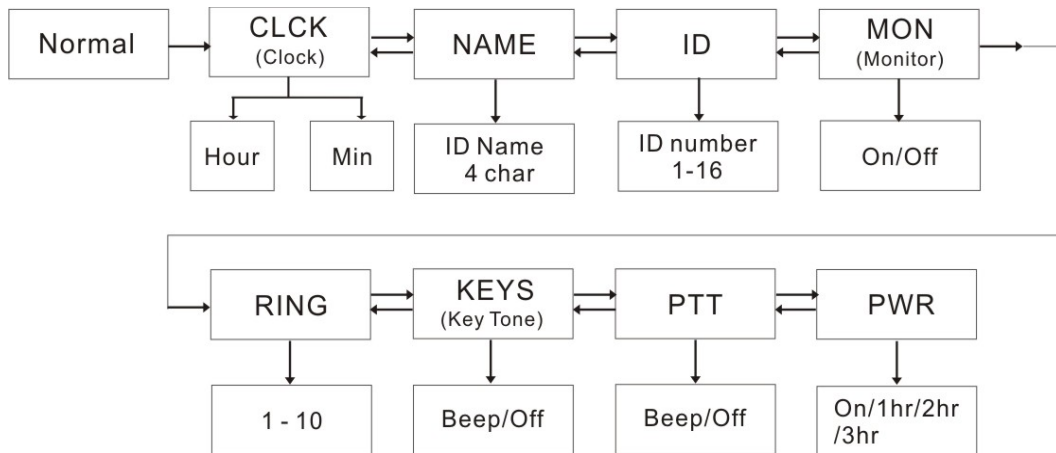 Normal
CLCK
(Clock)
NAME
ID
MON
(Monitor)
Hour
Min
ID Name
4 char
ID number
1-16
On/Off
RING
KEYS
(Key Tone)
PTT
PWR
1 - 10
Beep/Off
Beep/Off
On/1hr/2hr
/3hr